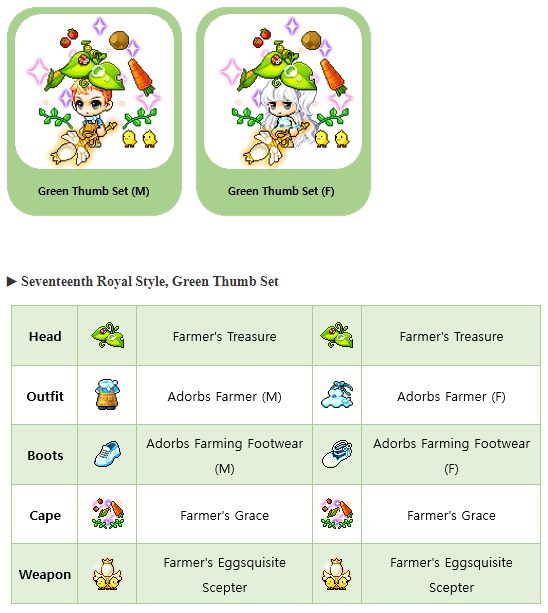 Green Thumb Set (M)
Green Thumb Set (F)
▶ Seventeenth Royal Style, Green Thumb Set
Head Farmer's Treasure Farmer's Treasure
Outfit Adorbs Farmer (M) Adorbs Farmer (F)
Boots Adorbs Farming Footwear (M) Adorbs Farming Footwear (F)
Cape Farmer's Grace Farmer's Grace
Weapon Farmer's Eggsquisite Scepter Farmer's Eggsquisite Scepter